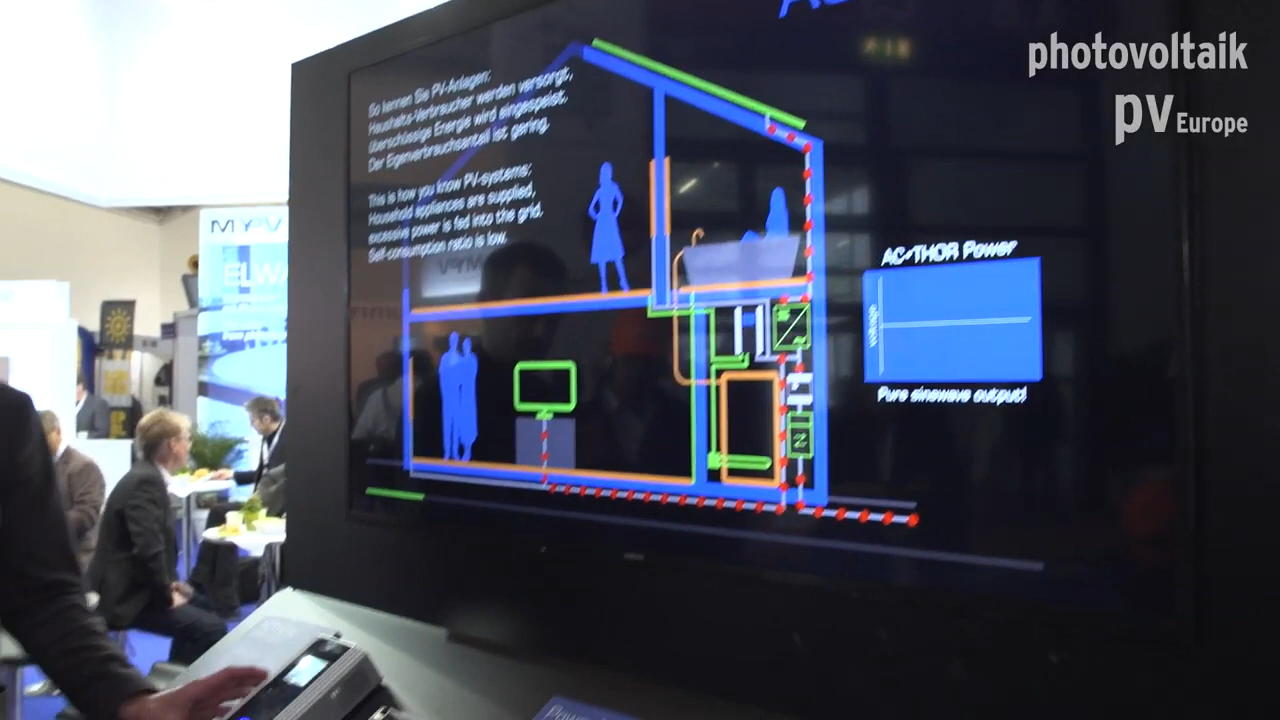 photovoltaik
pv Europe
So kennen Sie PV-Anlagen:
Haushalts-Verbraucher werden versorgt,
überschüssige Energie wird eingespeist.
Der Eigenverbrauchsanteil ist gering.
This is how you know PV-systems:
Household appliances are supplied,
excessive power is fed into the grid.
Self-consumption ratio is low.
AC•THOR Power
Voltage
Pure sinewave output!
MYPV
ELWA